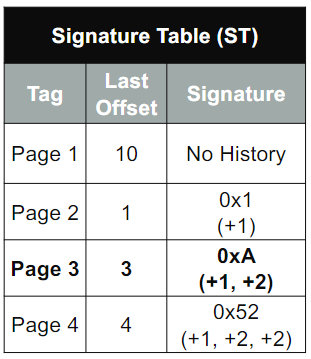 Signature Table (ST)
Tag Last Offset Signature
Page 1 10 No History
Page 2 1 0x1 (+1)
Page 3 3 0xA (+1, +2)
Page 4 4 0x52 (+1, +2, +2)